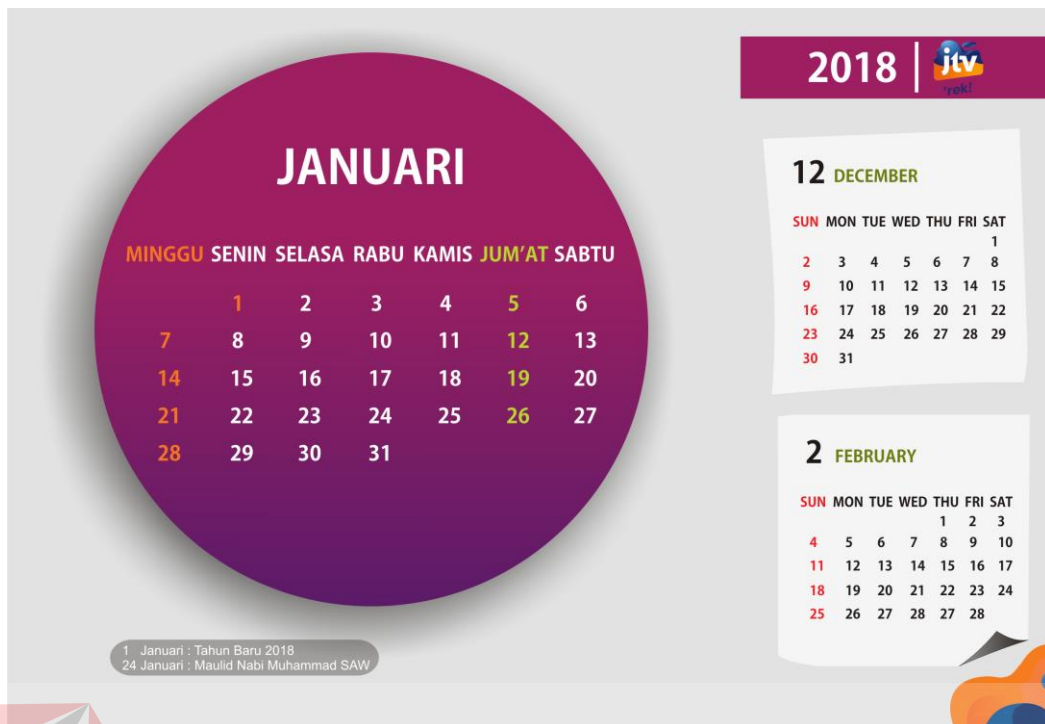 JANUARI
MINGGU SENIN SELASA RABU KAMIS JUM'AT SABTU
1 2 3 4 5 6
7 8 9 10 11 12 13
14 15 16 17 18 19 20
21 22 23 24 25 26 27
28 29 30 31
1 Januari : Tahun Baru 2018
24 Januari : Maulid Nabi Muhammad SAW
2018 jtv
'rek!
12 DECEMBER
SUN MON TUE WED THU FRI SAT
1
2 3 4 5 6 7 8
9 10 11 12 13 14 15
16 17 18 19 20 21 22
23 24 25 26 27 28 29
30 31
2 FEBRUARY
SUN MON TUE WED THU FRI SAT
1 2 3
4 5 6 7 8 9 10
11 12 13 14 15 16 17
18 19 20 21 22 23 24
25 26 27 28 27 28